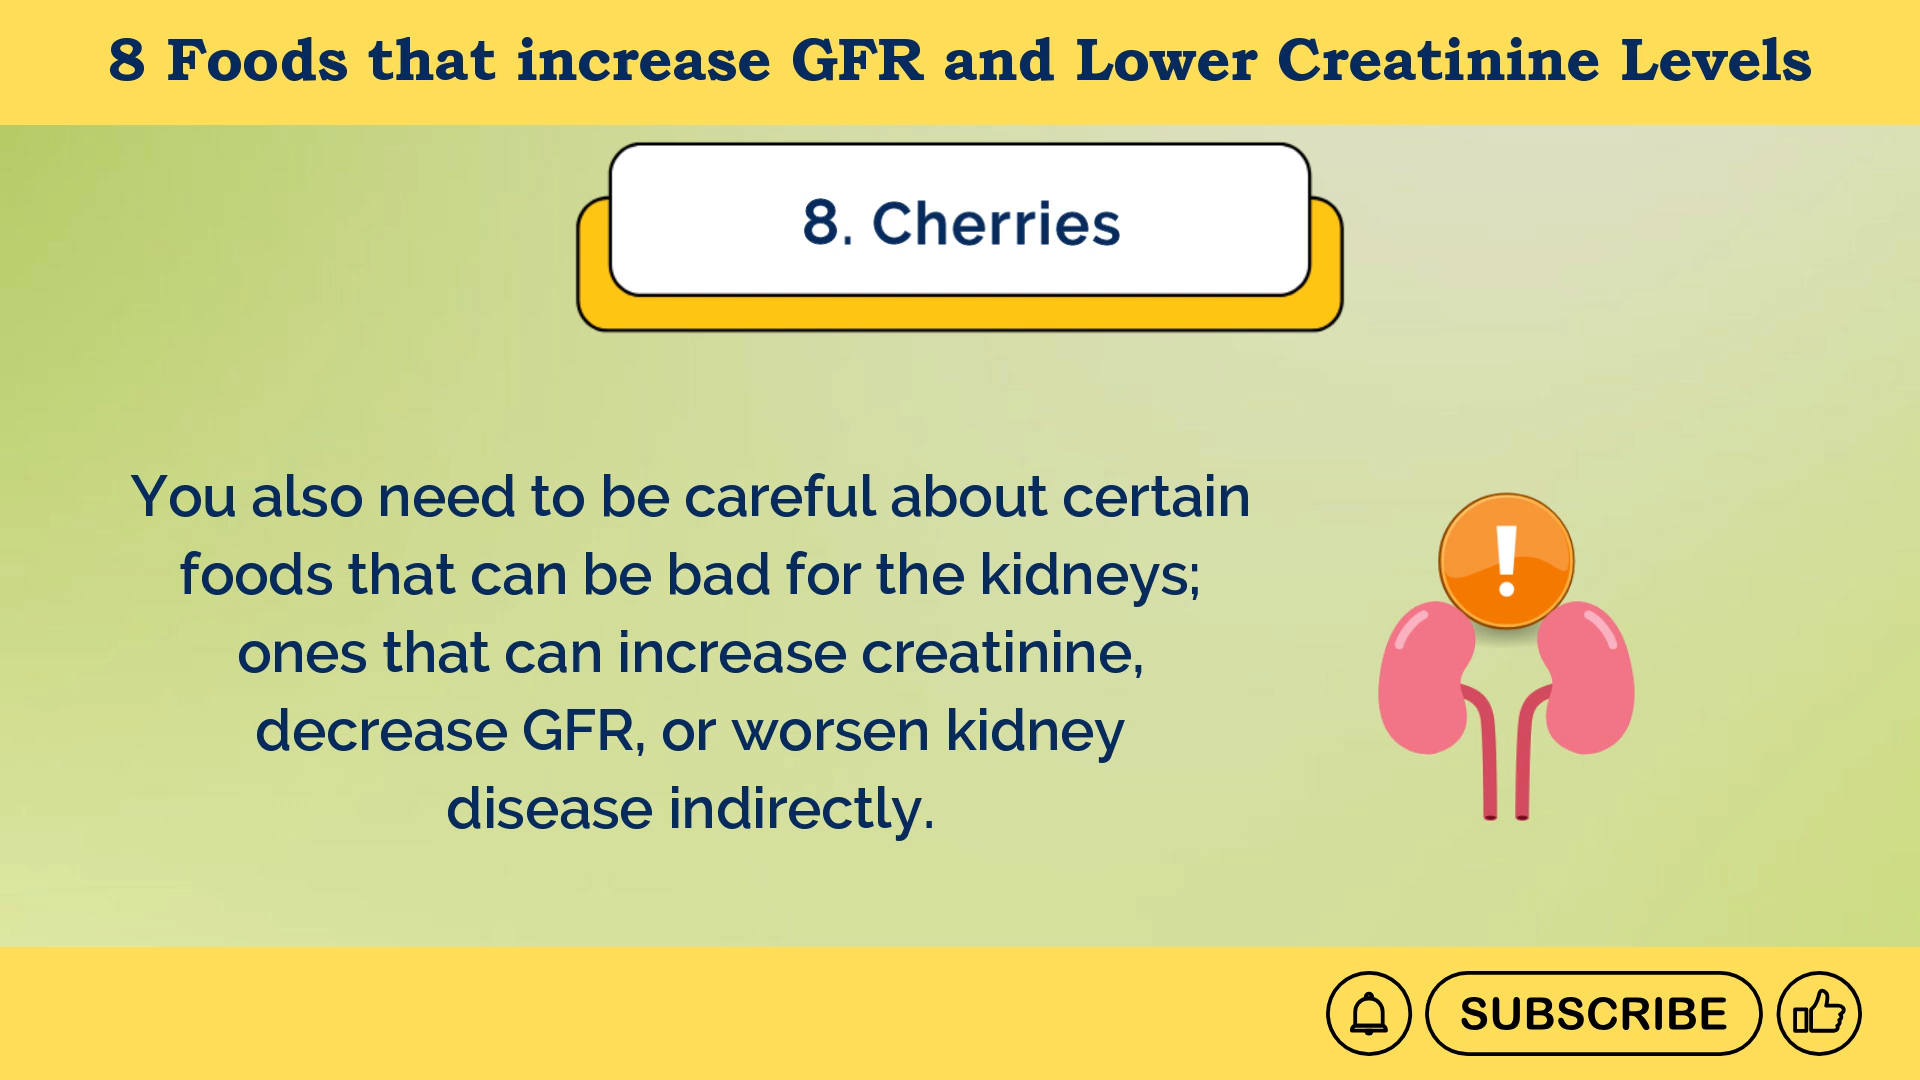 8 Foods that increase GFR and Lower Creatinine Levels
8. Cherries
You also need to be careful about certain
foods that can be bad for the kidneys;
ones that can increase creatinine,
decrease GFR, or worsen kidney
disease indirectly.
!
SUBSCRIBE